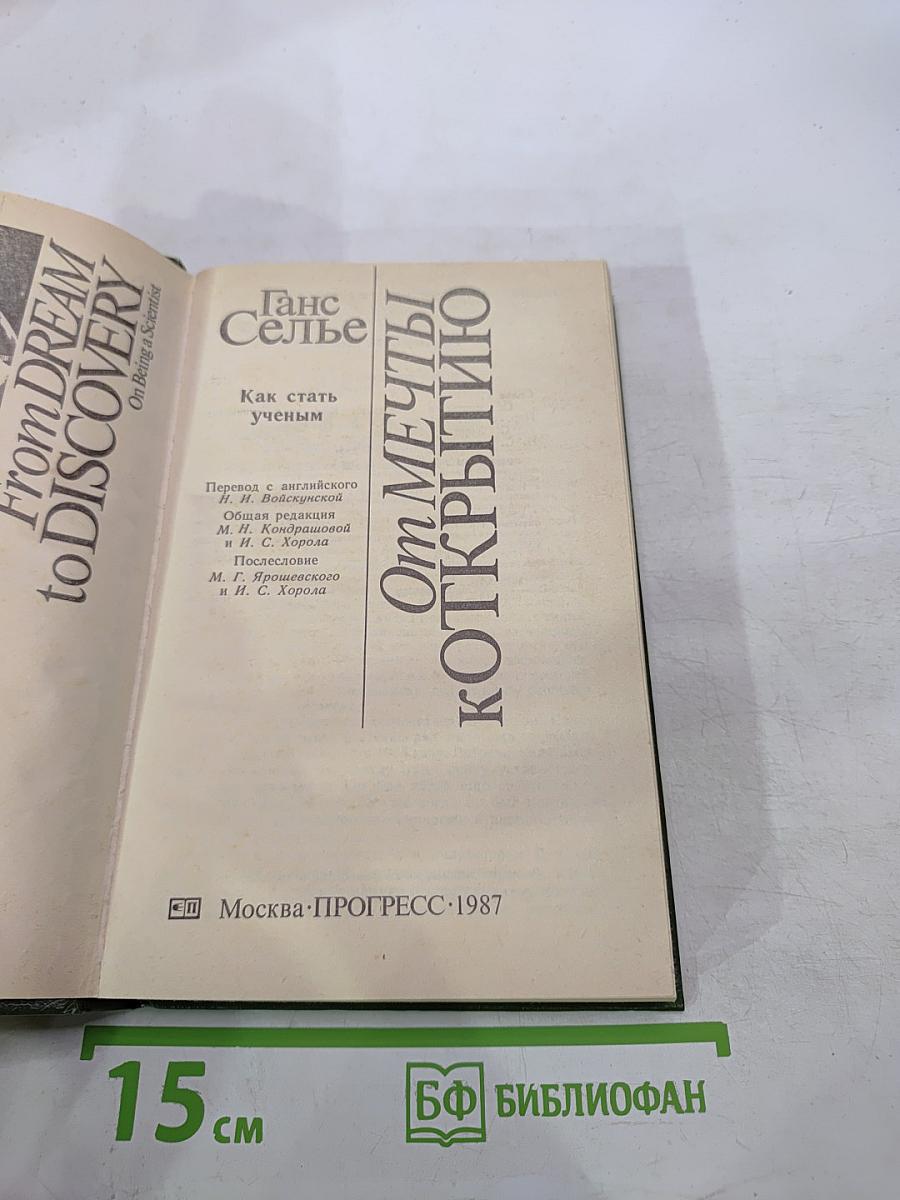 From DREAM
to DISCOVERY
On Being a Scientist
Ганс
Селье
Как стать
ученым
Перевод с английского
Н. И. Войскунской
Общая редакция
М. Н. Кондрашовой
и И. С. Хорола
Послесловие
М. Г. Ярошевского
и И. С. Хорола
От МЕЧТЫ
к ОТКРЫТИЮ
Москва·ПРОГРЕСС·1987
15 см
БФ БИБЛИОФАН